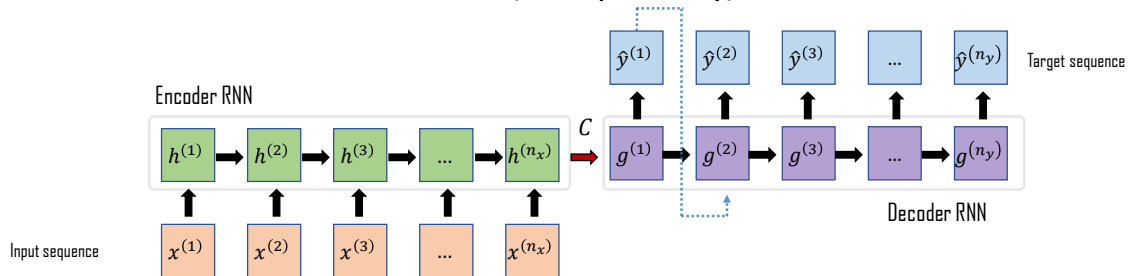 ŷ⁽¹⁾ ŷ⁽²⁾ ŷ⁽³⁾ ... ŷ⁽ⁿʸ⁾ Target sequence
Encoder RNN
C
h⁽¹⁾ h⁽²⁾ h⁽³⁾ ... h⁽ⁿˣ⁾ g⁽¹⁾ g⁽²⁾ g⁽³⁾ ... g⁽ⁿʸ⁾
Decoder RNN
Input sequence x⁽¹⁾ x⁽²⁾ x⁽³⁾ ... x⁽ⁿˣ⁾